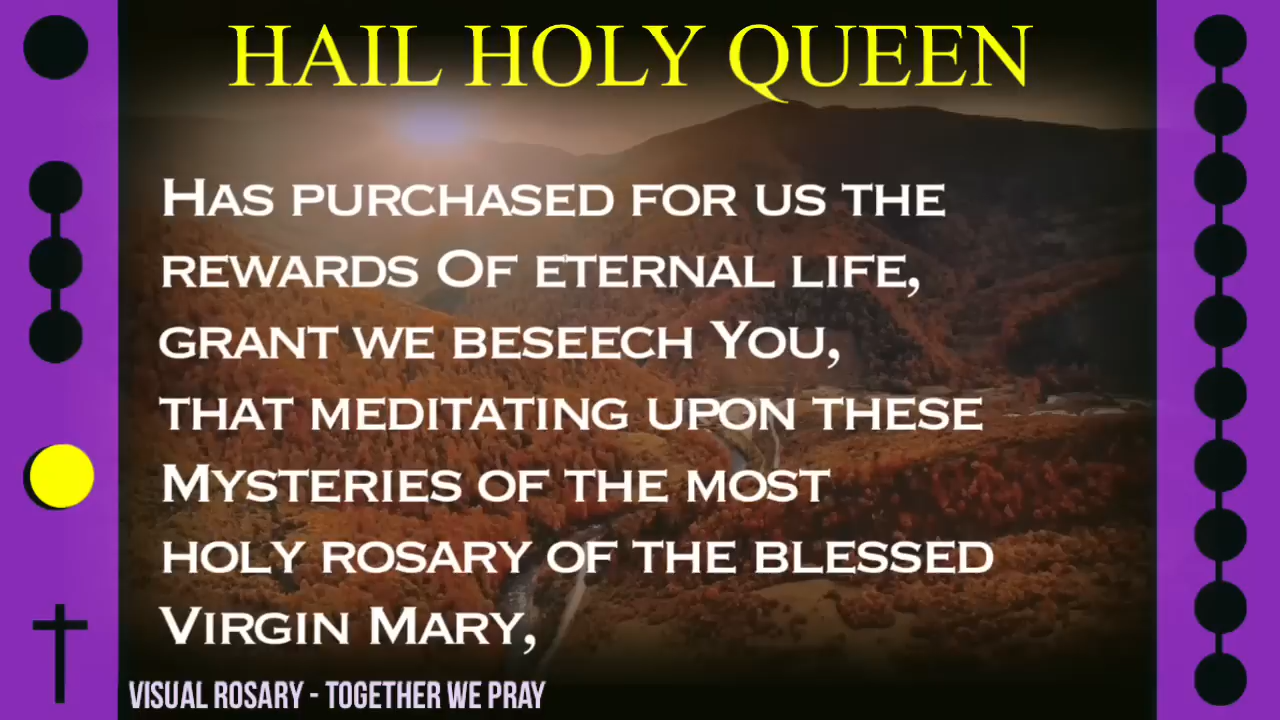 HAIL HOLY QUEEN
HAS PURCHASED FOR US THE
REWARDS OF ETERNAL LIFE,
GRANT WE BESEECH YOU,
THAT MEDITATING UPON THESE
MYSTERIES OF THE MOST
HOLY ROSARY OF THE BLESSED
VIRGIN MARY,
VISUAL ROSARY - TOGETHER WE PRAY